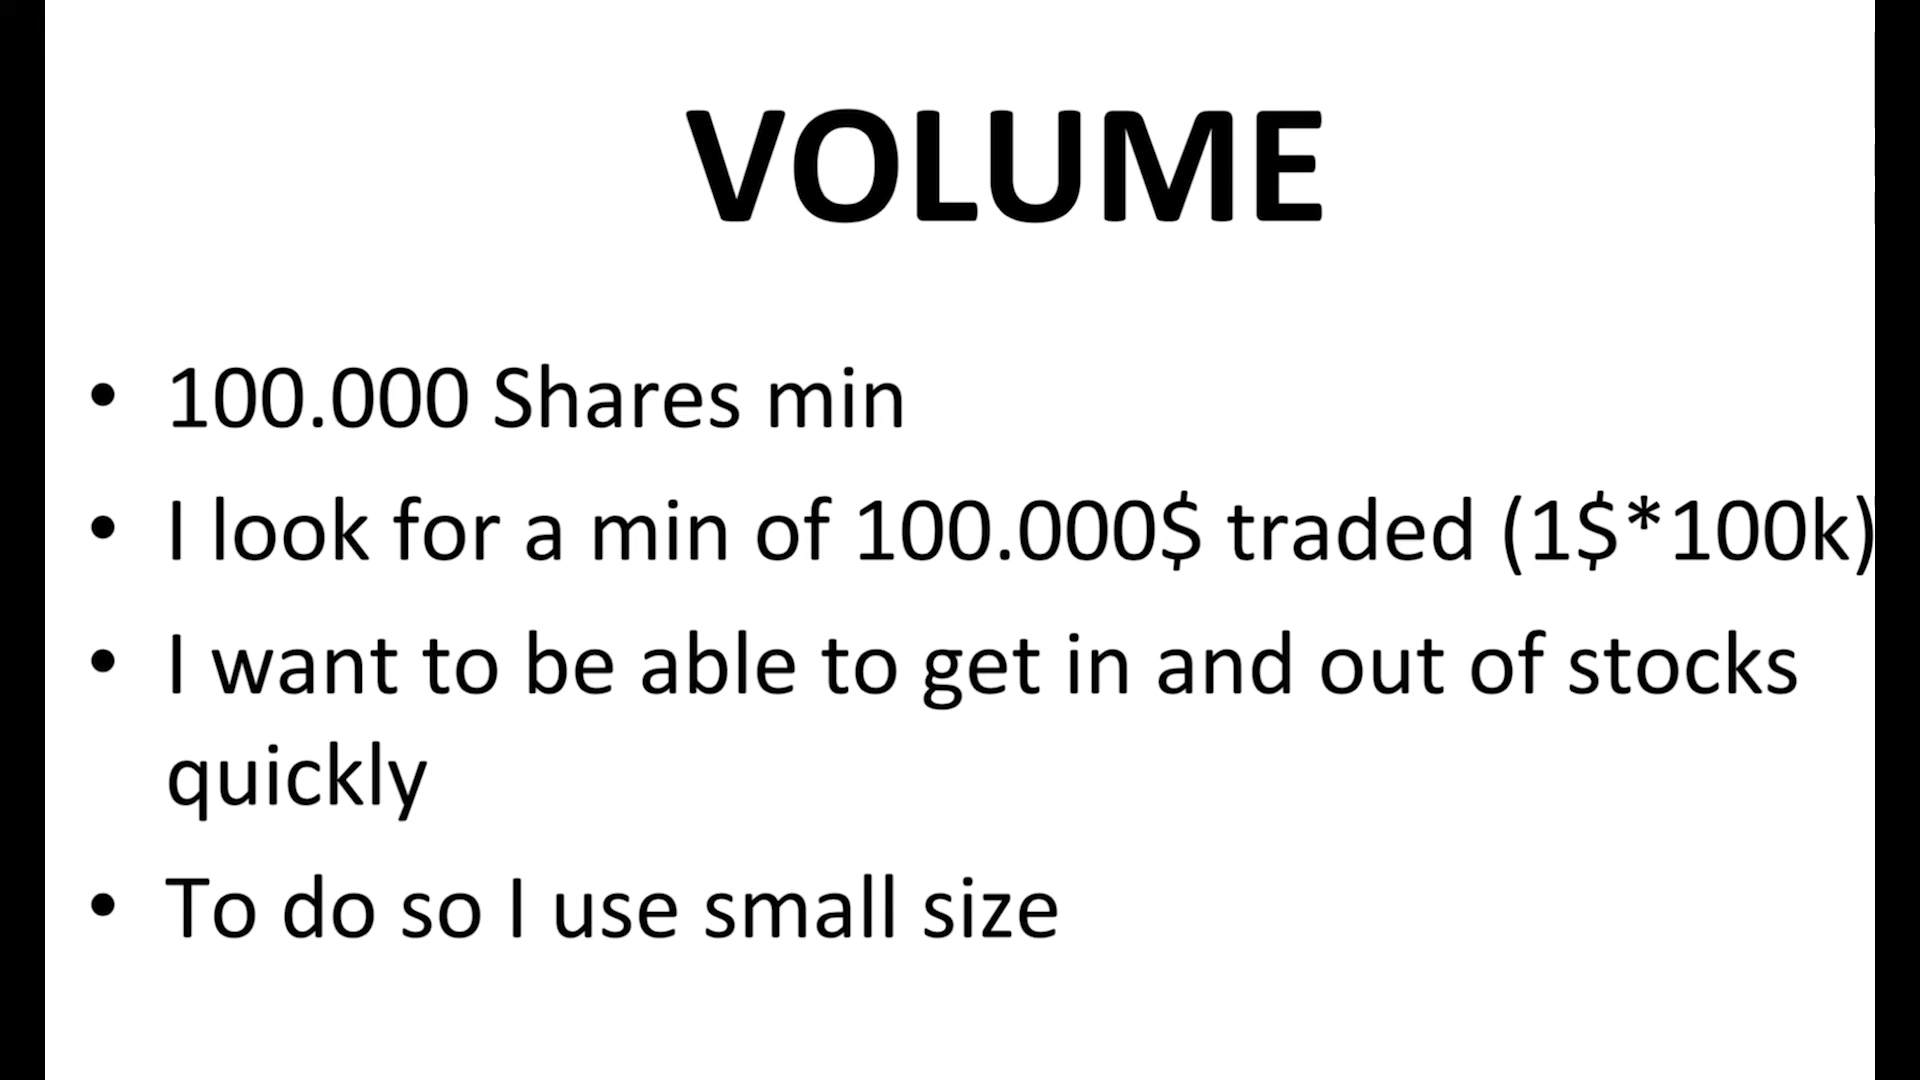 VOLUME
• 100.000 Shares min
• I look for a min of 100.000$ traded (1$*100k)
• I want to be able to get in and out of stocks
quickly
• To do so I use small size